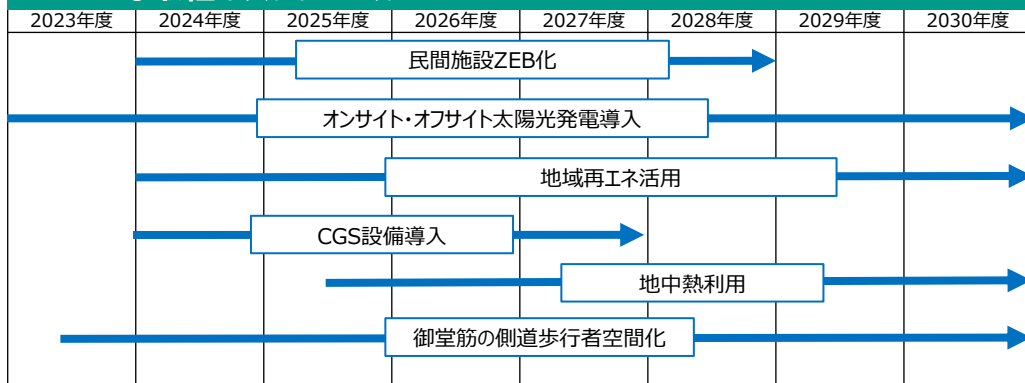 2023年度 2024年度 2025年度 2026年度 2027年度 2028年度 2029年度 2030年度
民間施設ZEB化
オンサイト・オフサイト太陽光発電導入
地域再エネ活用
CGS設備導入
地中熱利用
御堂筋の側道歩行者空間化